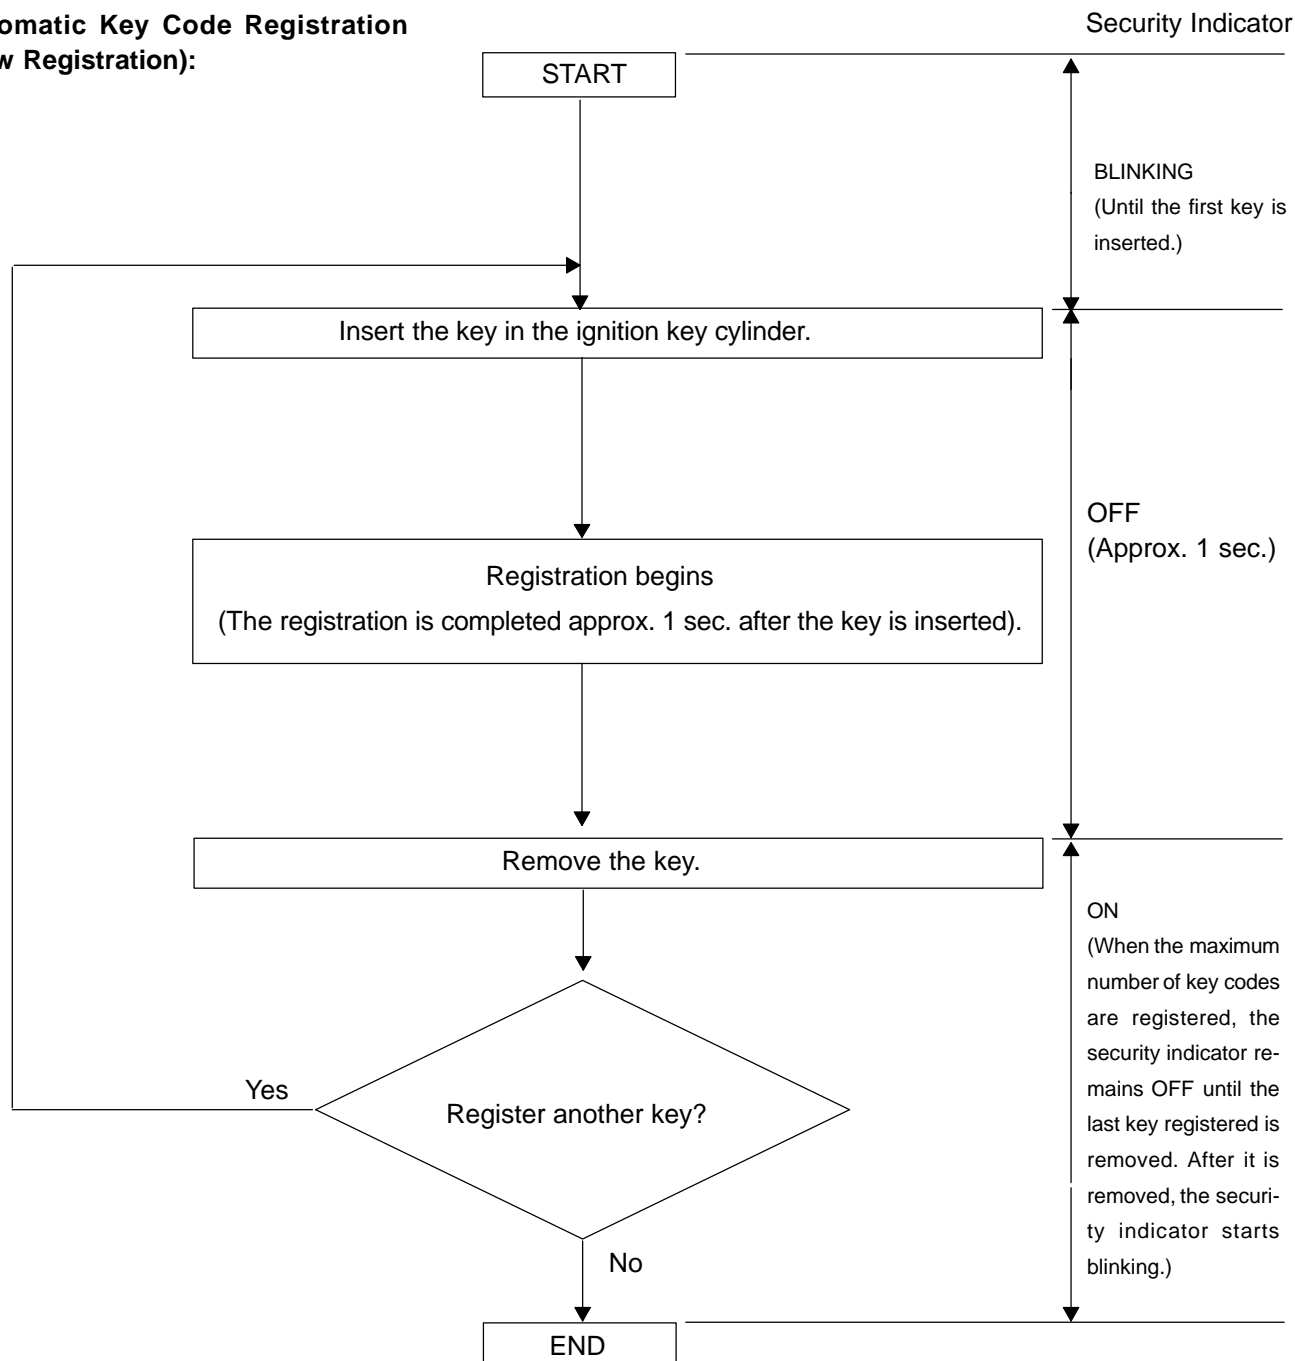 omatic Key Code Registration
w Registration):
Security Indicator
START
BLINKING
(Until the first key is
inserted.)
Insert the key in the ignition key cylinder.
OFF
(Approx. 1 sec.)
Registration begins
(The registration is completed approx. 1 sec. after the key is inserted).
Remove the key.
ON
(When the maximum
number of key codes
are registered, the
security indicator re-
mains OFF until the
last key registered is
removed. After it is
removed, the securi-
ty indicator starts
blinking.)
Yes
Register another key?
No
END